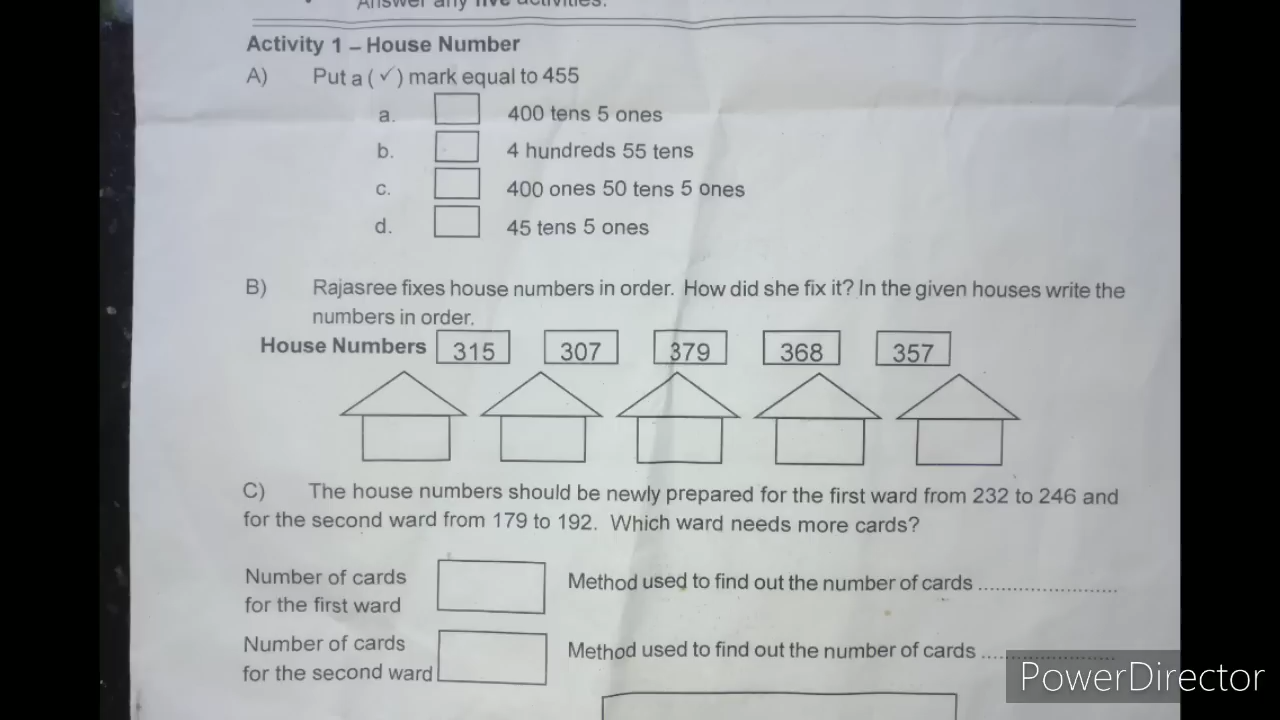 Answer any five activities.
Activity 1 – House Number
A) Put a (✓) mark equal to 455
a. 400 tens 5 ones
b. 4 hundreds 55 tens
c. 400 ones 50 tens 5 ones
d. 45 tens 5 ones
B) Rajasree fixes house numbers in order. How did she fix it? In the given houses write the
numbers in order.
House Numbers 315 307 379 368 357
C) The house numbers should be newly prepared for the first ward from 232 to 246 and
for the second ward from 179 to 192. Which ward needs more cards?
Number of cards Method used to find out the number of cards ........................
for the first ward
Number of cards Method used to find out the number of cards ........................
for the second ward
PowerDirector